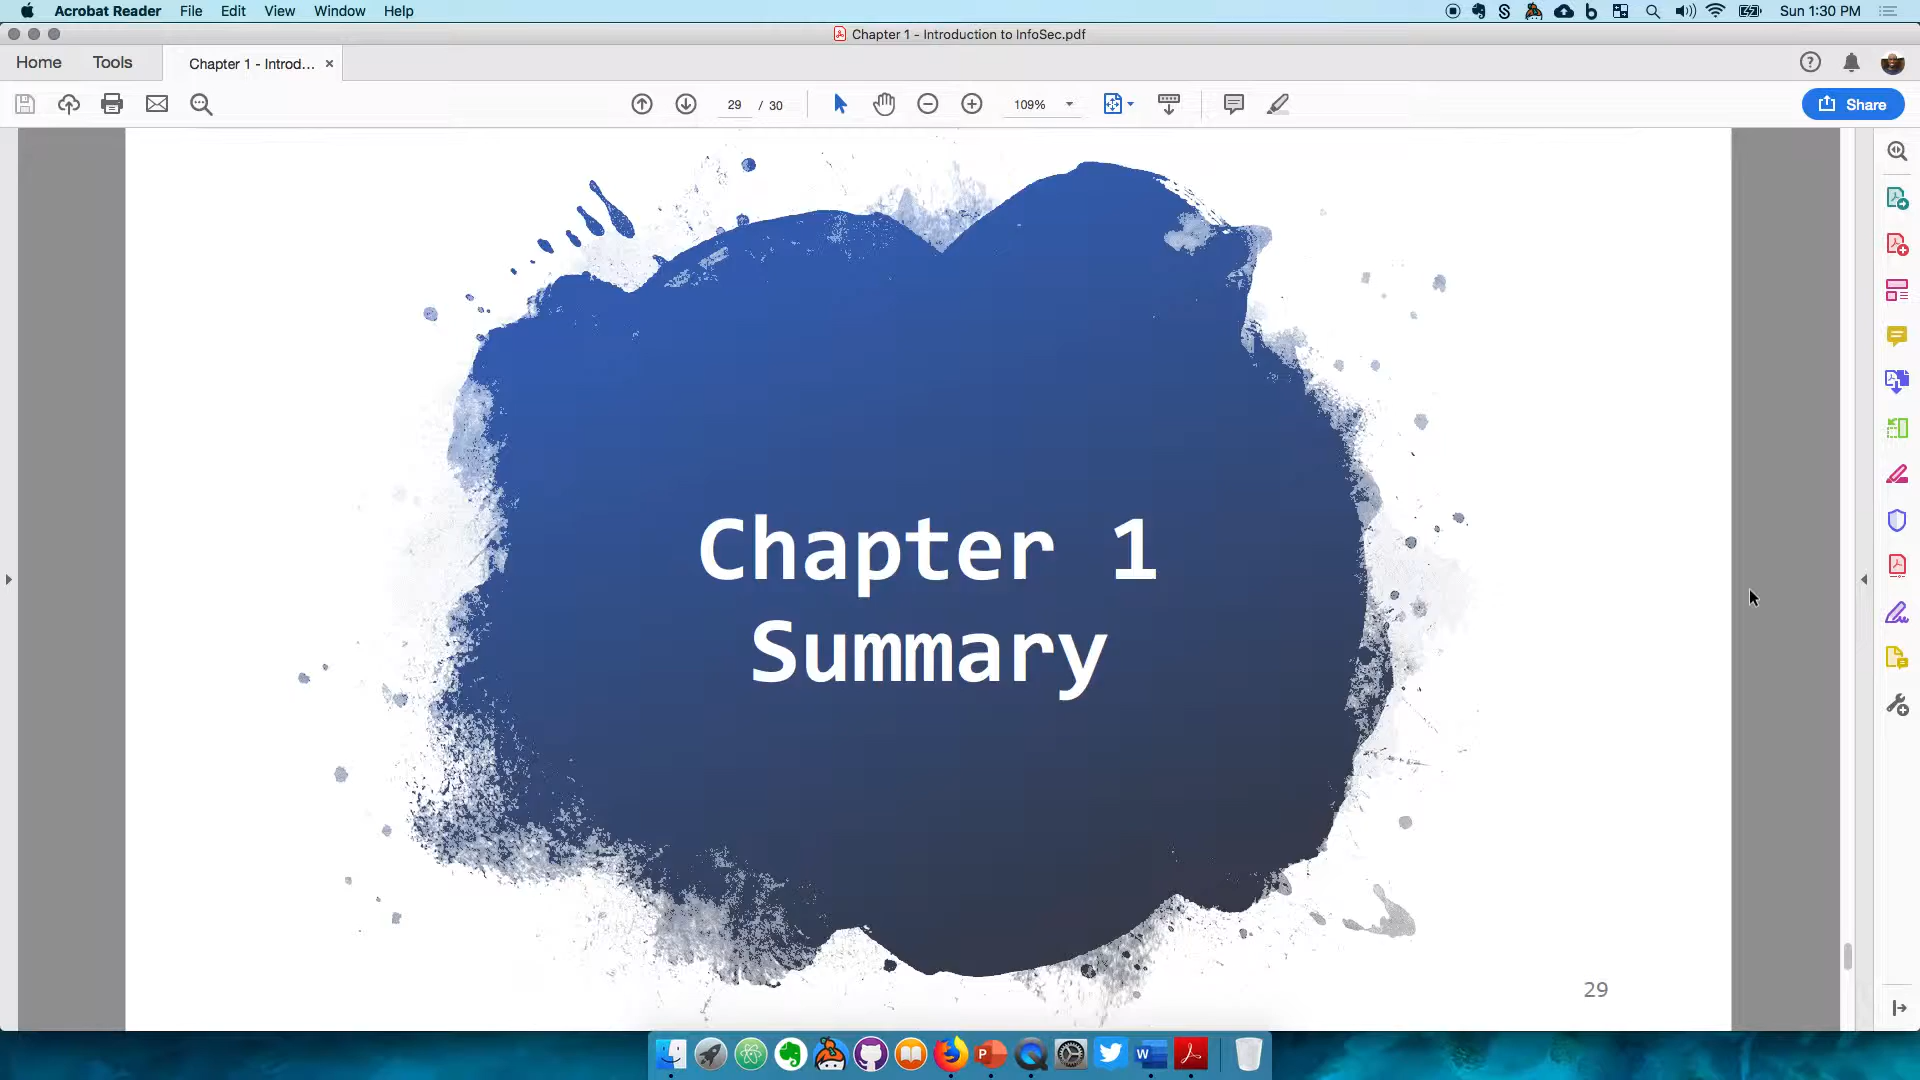 Acrobat Reader File Edit View Window Help Sun 1:30 PM
Chapter 1 - Introduction to InfoSec.pdf
Home Tools Chapter 1 - Introd... ×
29 / 30 109% Share
Chapter 1
Summary
29